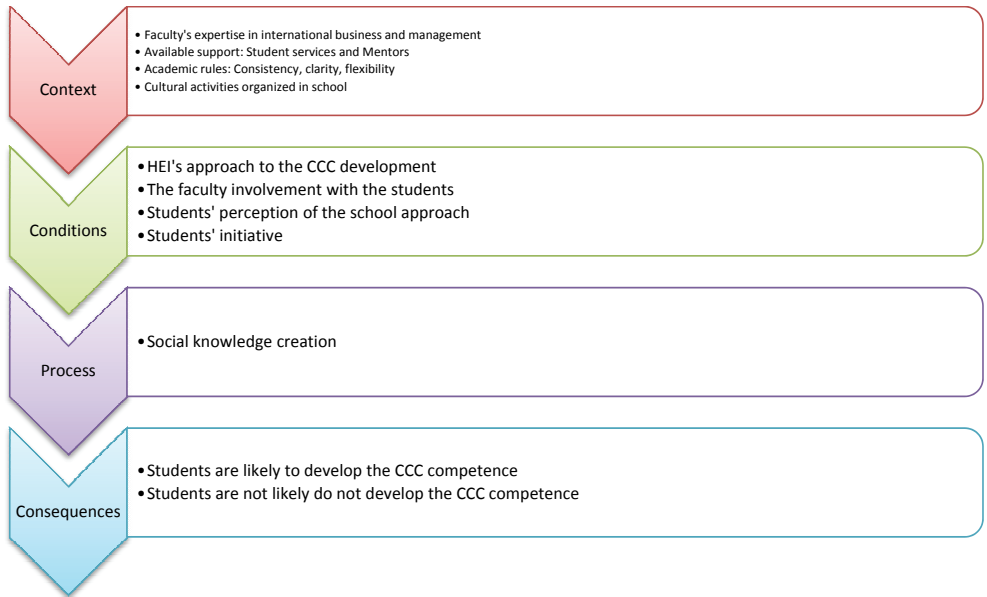 Context
• Faculty's expertise in international business and management
• Available support: Student services and Mentors
• Academic rules: Consistency, clarity, flexibility
• Cultural activities organized in school
Conditions
• HEI's approach to the CCC development
• The faculty involvement with the students
• Students' perception of the school approach
• Students' initiative
Process
• Social knowledge creation
Consequences
• Students are likely to develop the CCC competence
• Students are not likely do not develop the CCC competence